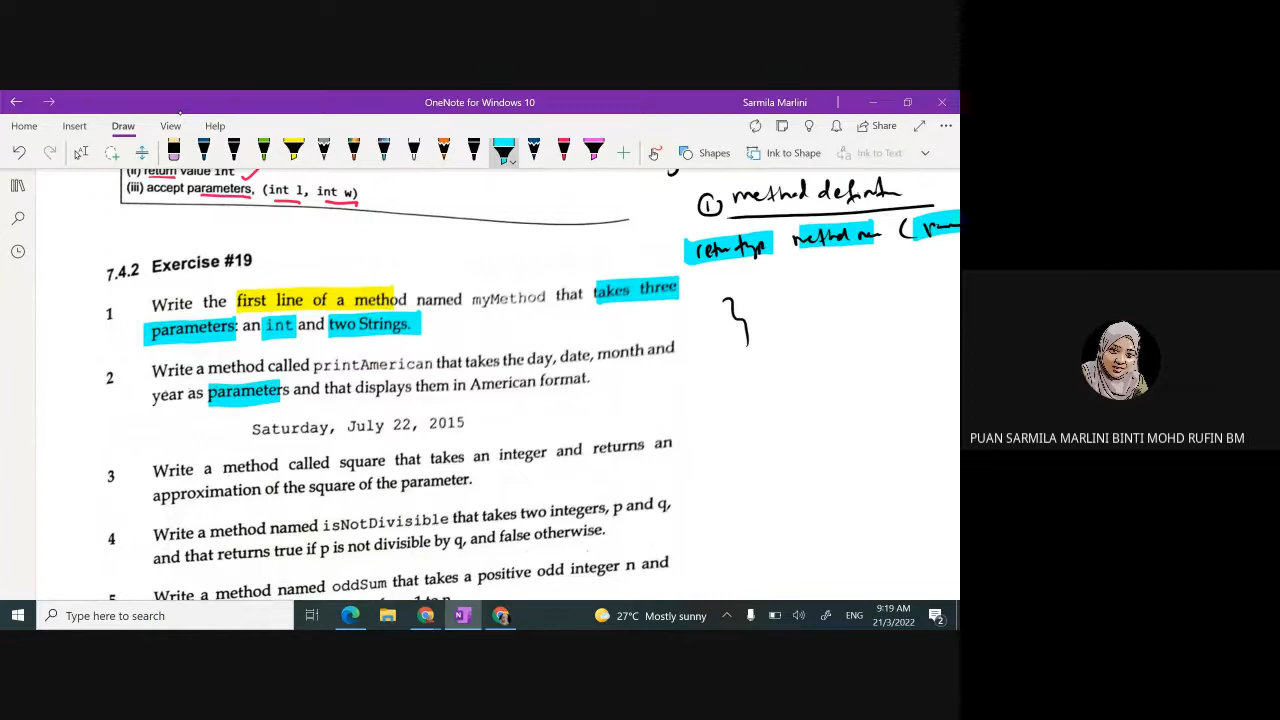 OneNote for Windows 10
Sarmila Marlini
Home Insert Draw View Help
Share
Shapes
Ink to Shape
Ink to Text
(ii) return value int
(iii) accept parameters, (int l, int w)
① method
return method (
7.4.2 Exercise #19
1 Write the first line of a method named myMethod that takes three
parameters: an int and two Strings.
2 Write a method called printAmerican that takes the day, date, month and
year as parameters and that displays them in American format.
Saturday, July 22, 2015
3 Write a method called square that takes an integer and returns an
approximation of the square of the parameter.
4 Write a method named isNotDivisible that takes two integers, p and q,
and that returns true if p is not divisible by q, and false otherwise.
5 Write a method named oddSum that takes a positive odd integer n and
PUAN SARMILA MARLINI BINTI MOHD RUFIN BM
Type here to search
27°C Mostly sunny
ENG
9:19 AM
21/3/2022
2